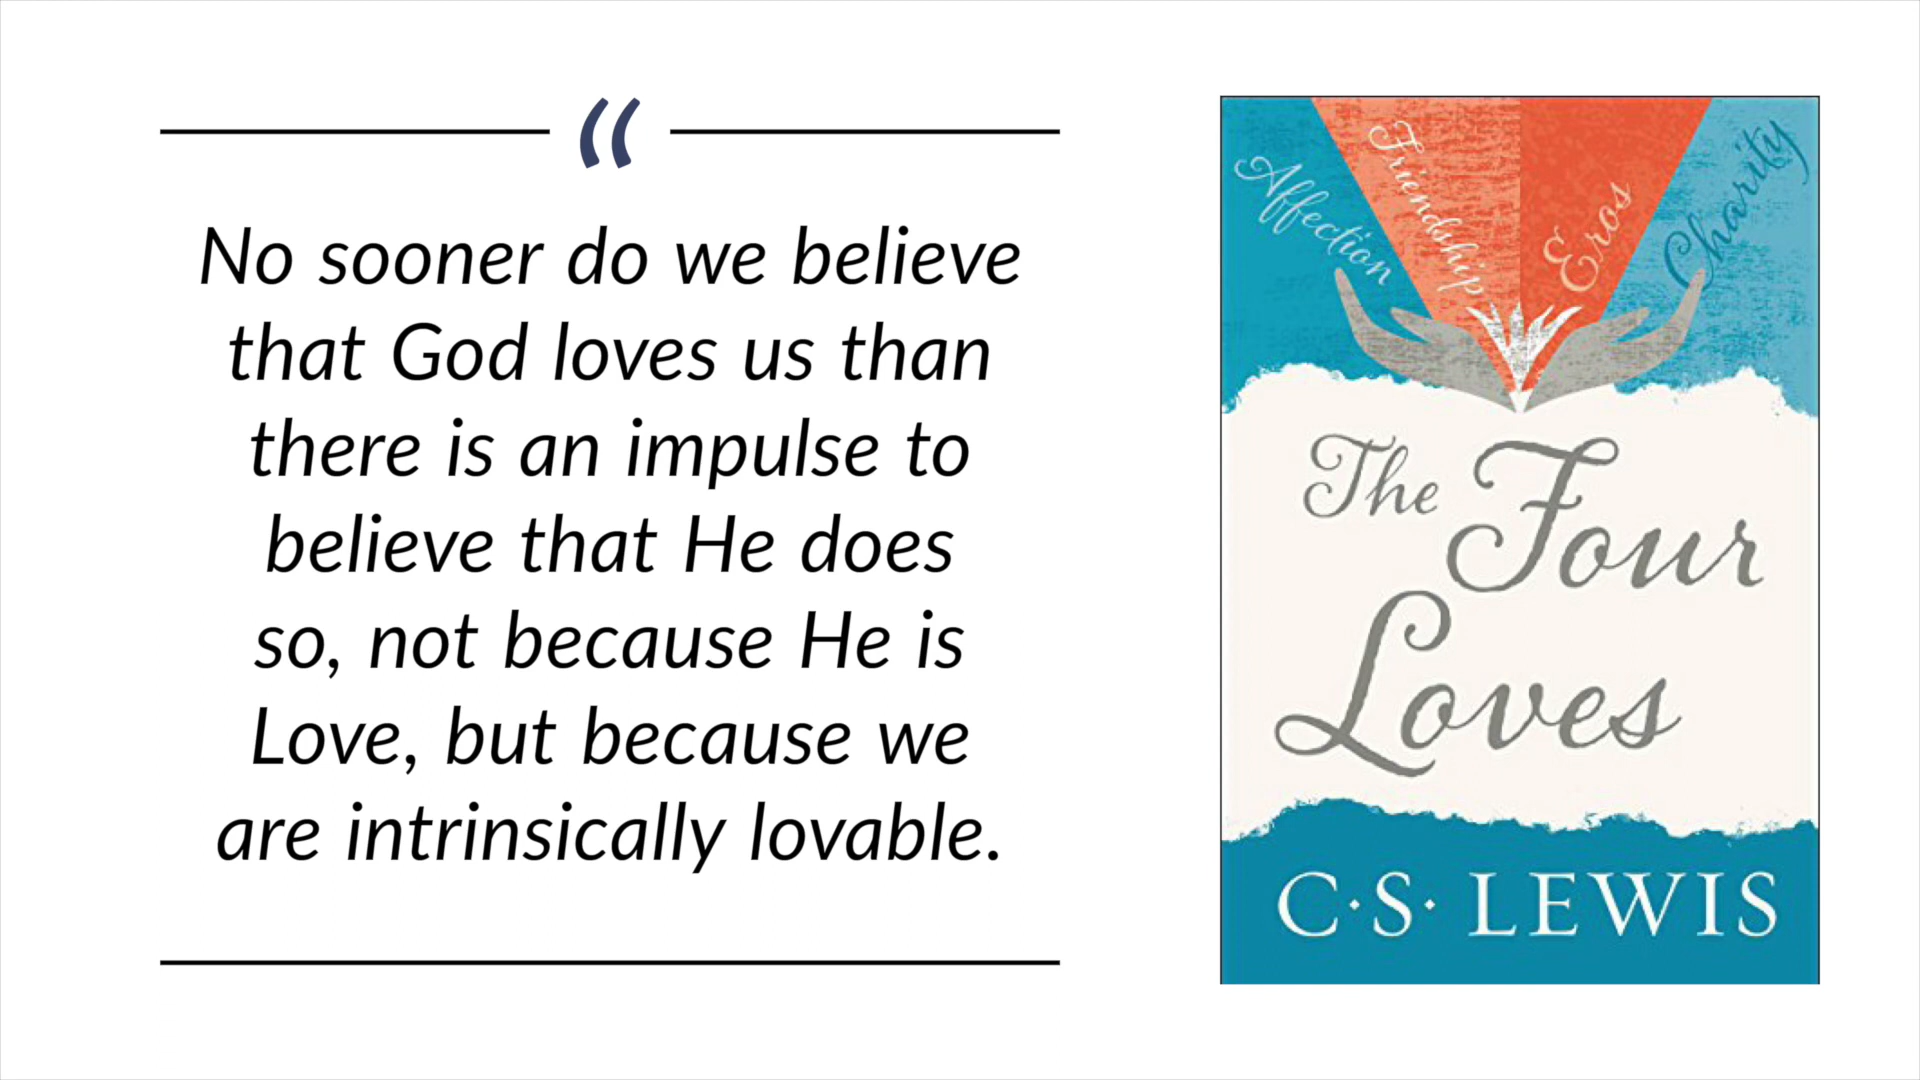 “
No sooner do we believe
that God loves us than
there is an impulse to
believe that He does
so, not because He is
Love, but because we
are intrinsically lovable.
Affection
Friendship
Eros
Charity
The Four
Loves
C·S· LEWIS